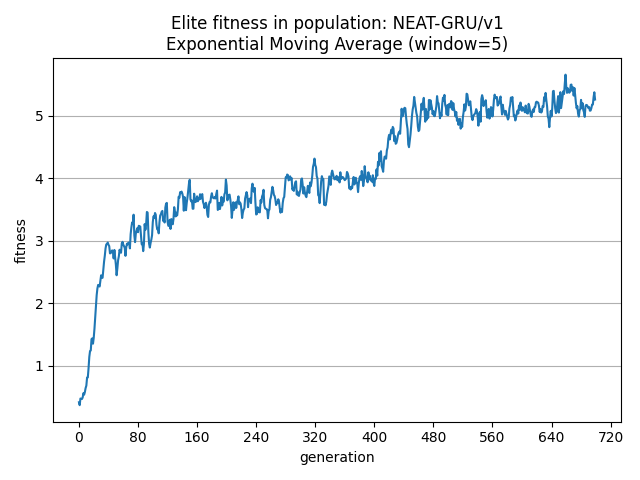 Elite fitness in population: NEAT-GRU/v1
Exponential Moving Average (window=5)
fitness
5
4
3
2
1
0 80 160 240 320 400 480 560 640 720
generation